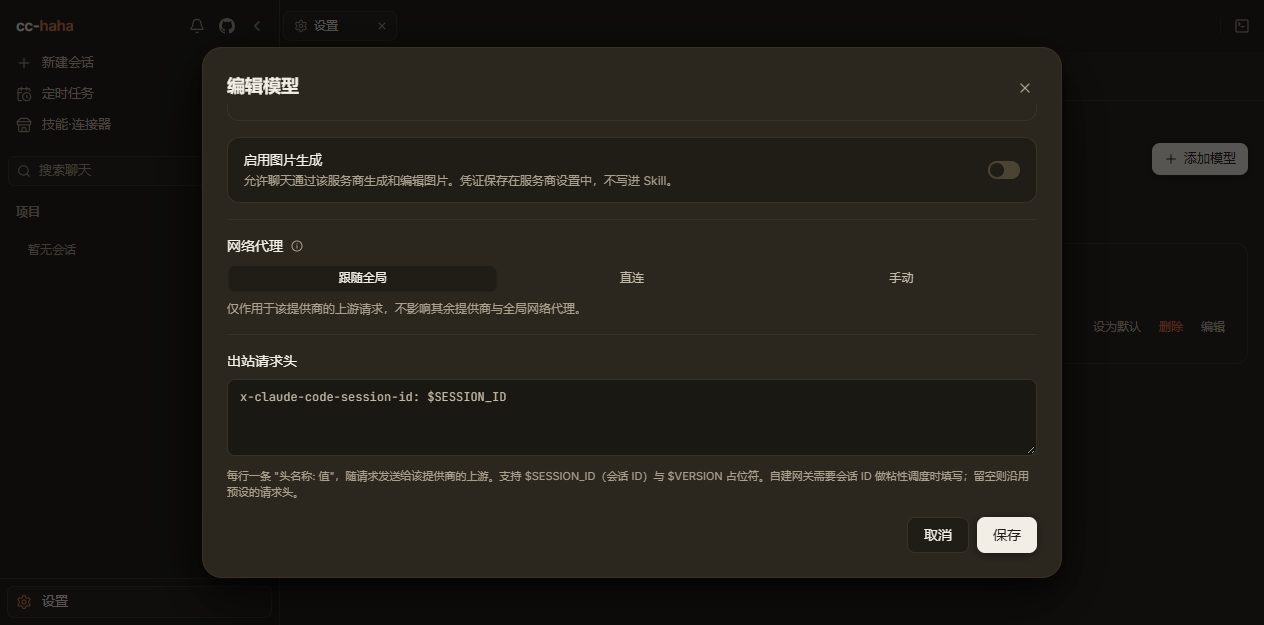 cc-haha
设置
新建会话
定时任务
技能·连接器
搜索聊天
项目
暂无会话
设置
添加模型
设为默认
删除
编辑
编辑模型
启用图片生成
允许聊天通过该服务商生成和编辑图片。凭证保存在服务商设置中，不写进 Skill。
网络代理
跟随全局
直连
手动
仅作用于该提供商的上游请求，不影响其余提供商与全局网络代理。
出站请求头
x-claude-code-session-id: $SESSION_ID
每行一条 "头名称: 值"，随请求发送给该提供商的上游。支持 $SESSION_ID（会话 ID）与 $VERSION 占位符。自建网关需要会话 ID 做粘性调度时填写；留空则沿用
预设的请求头。
取消
保存